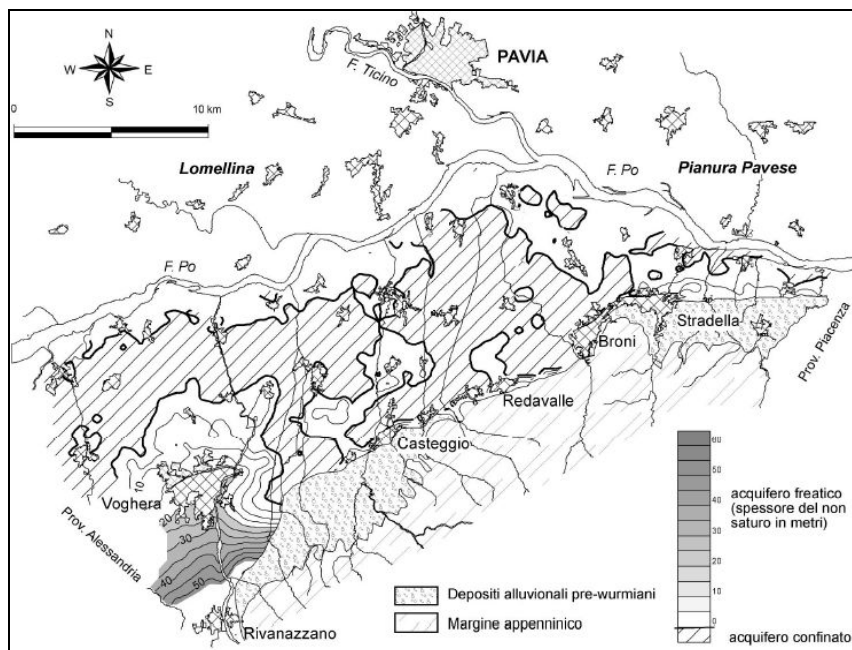 PAVIA
F. Ticino
N
W E
S
0 10 km
Lomellina
F. Po
Pianura Pavese
F. Po
Stradella
Broni
Prov. Piacenza
Redavalle
Casteggio
10
Voghera
20
30
40
50
Prov. Alessandria
Rivanazzano
60
50
40
30
20
10
0
acquifero freatico
(spessore del non
saturo in metri)
acquifero confinato
Depositi alluvionali pre-wurmiani
Margine appenninico